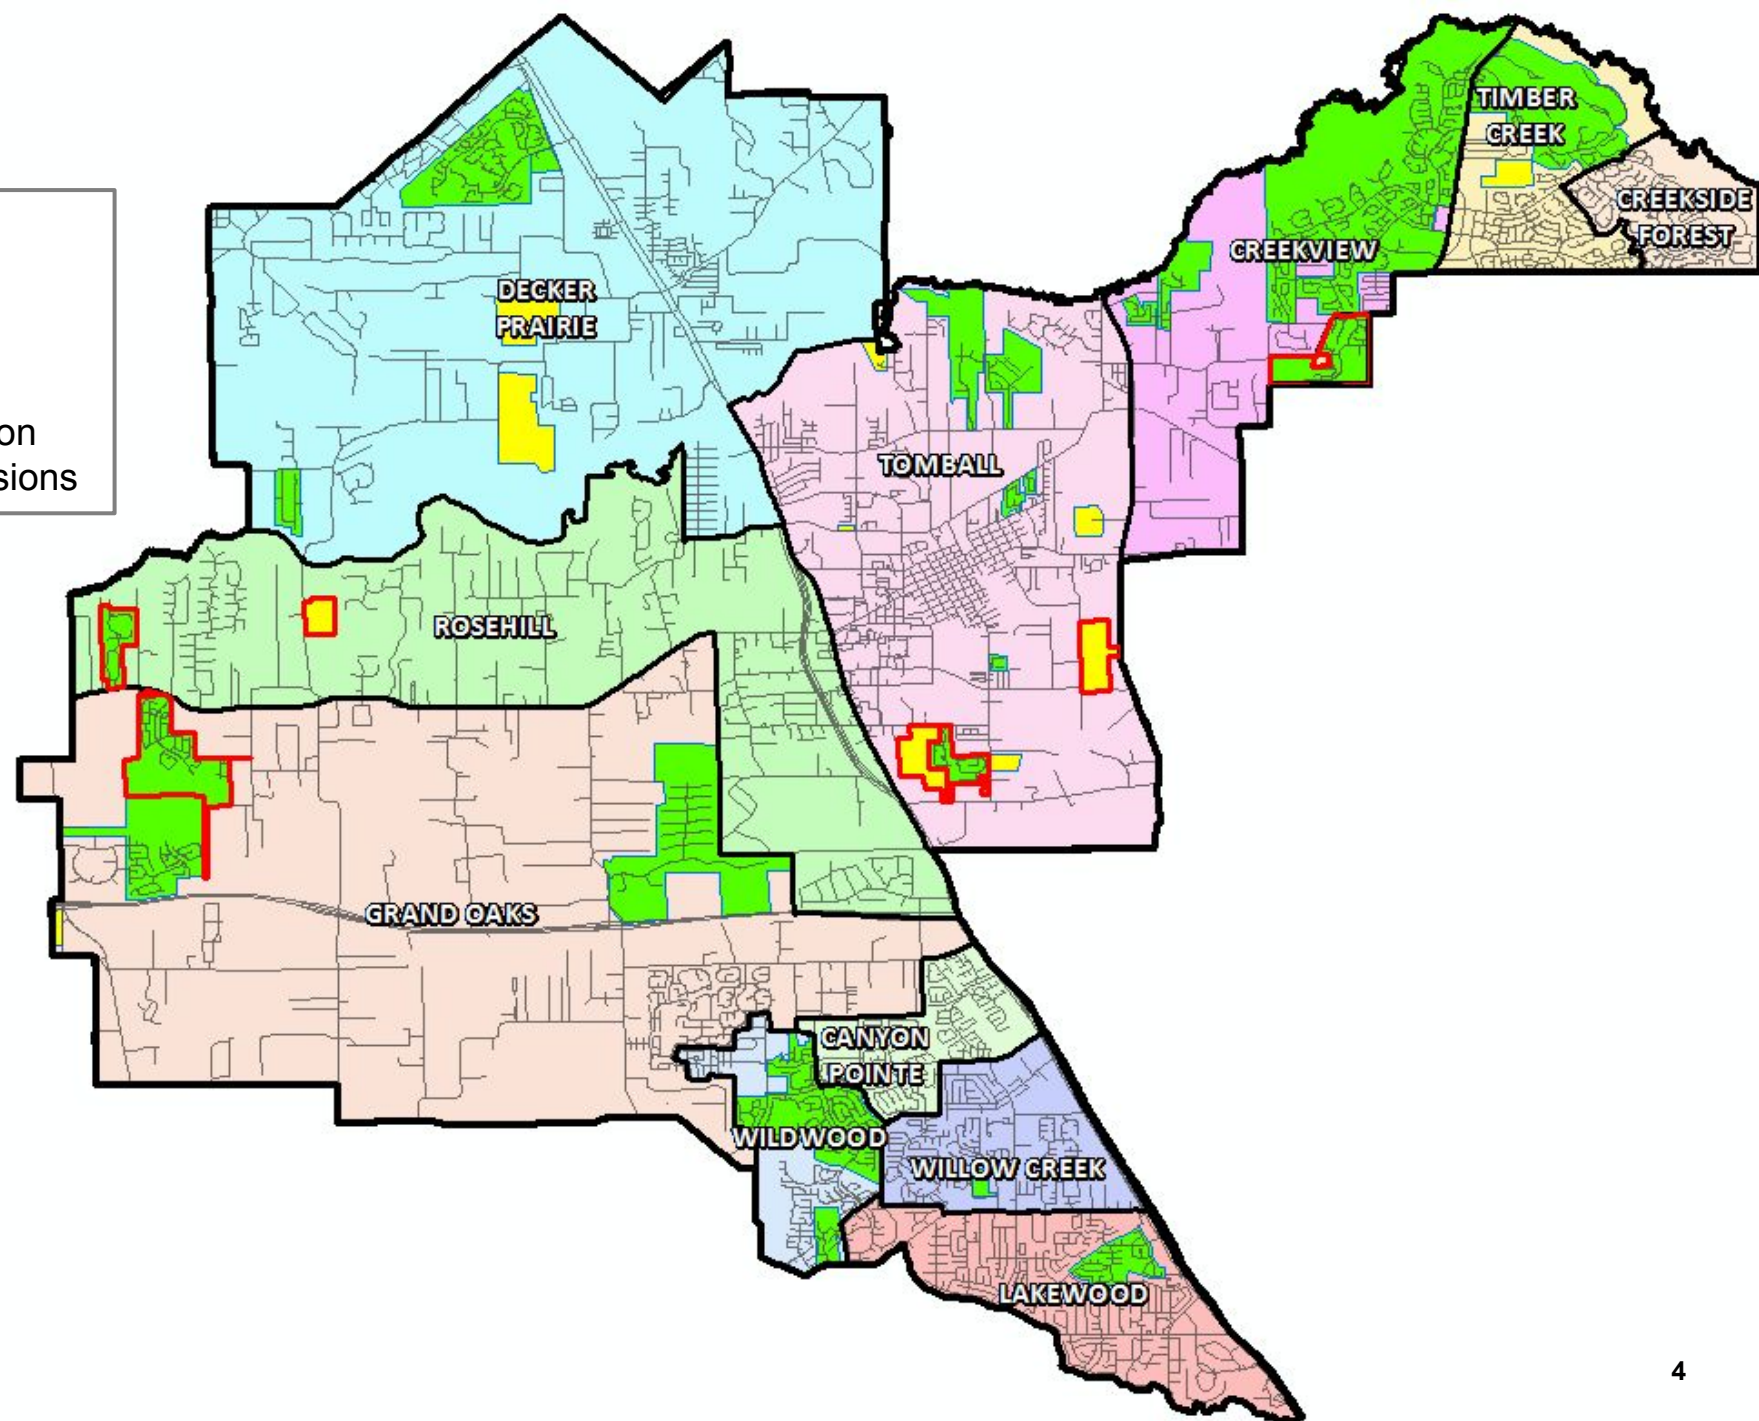 on
sions
TIMBER
CREEK
CREEKSIDE
FOREST
CREEKVIEW
DECKER
PRAIRIE
TOMBALL
ROSEHILL
GRAND OAKS
CANYON
POINTE
WILDWOOD
WILLOW CREEK
LAKEWOOD
4